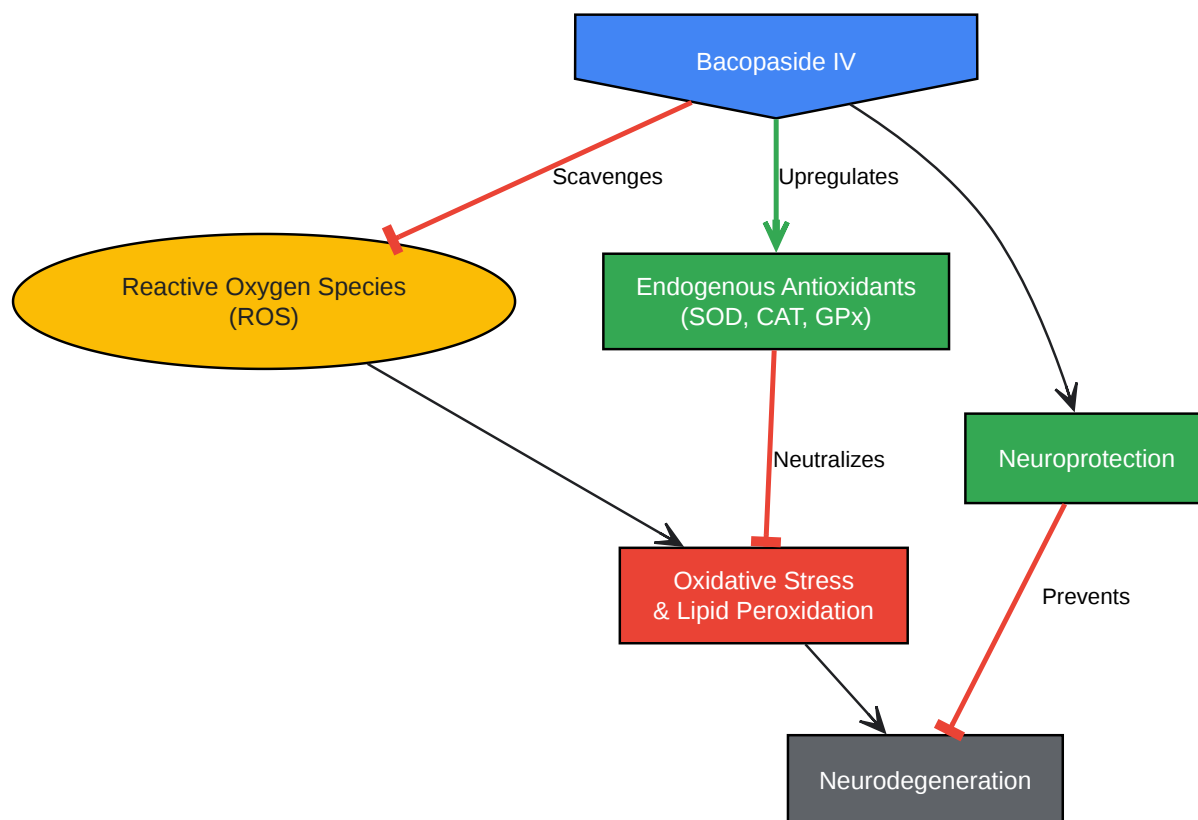 Bacopaside IV
Scavenges
Upregulates
Reactive Oxygen Species
(ROS)
Endogenous Antioxidants
(SOD, CAT, GPx)
Neutralizes
Neuroprotection
Oxidative Stress
& Lipid Peroxidation
Prevents
Neurodegeneration